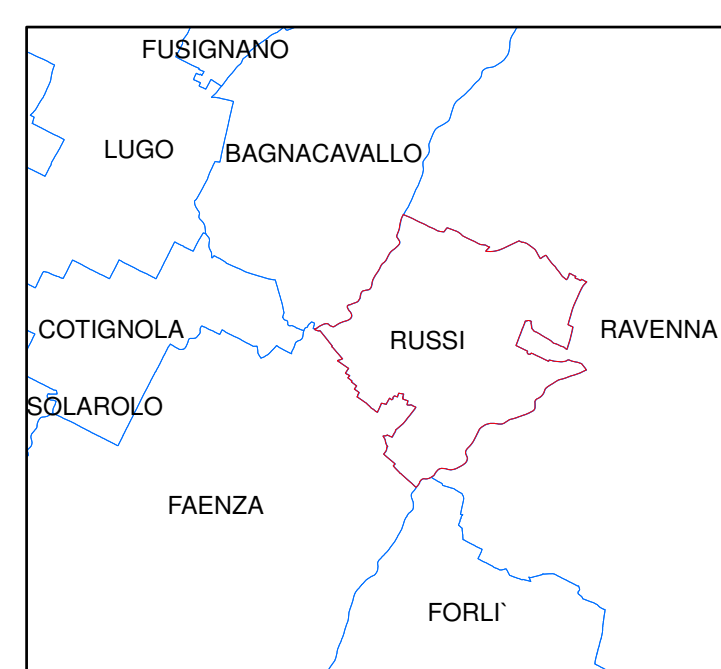 FUSIGNANO
LUGO
BAGNACAVALLO
COTIGNOLA
RUSSI
RAVENNA
SOLAROLO
FAENZA
FORLI`